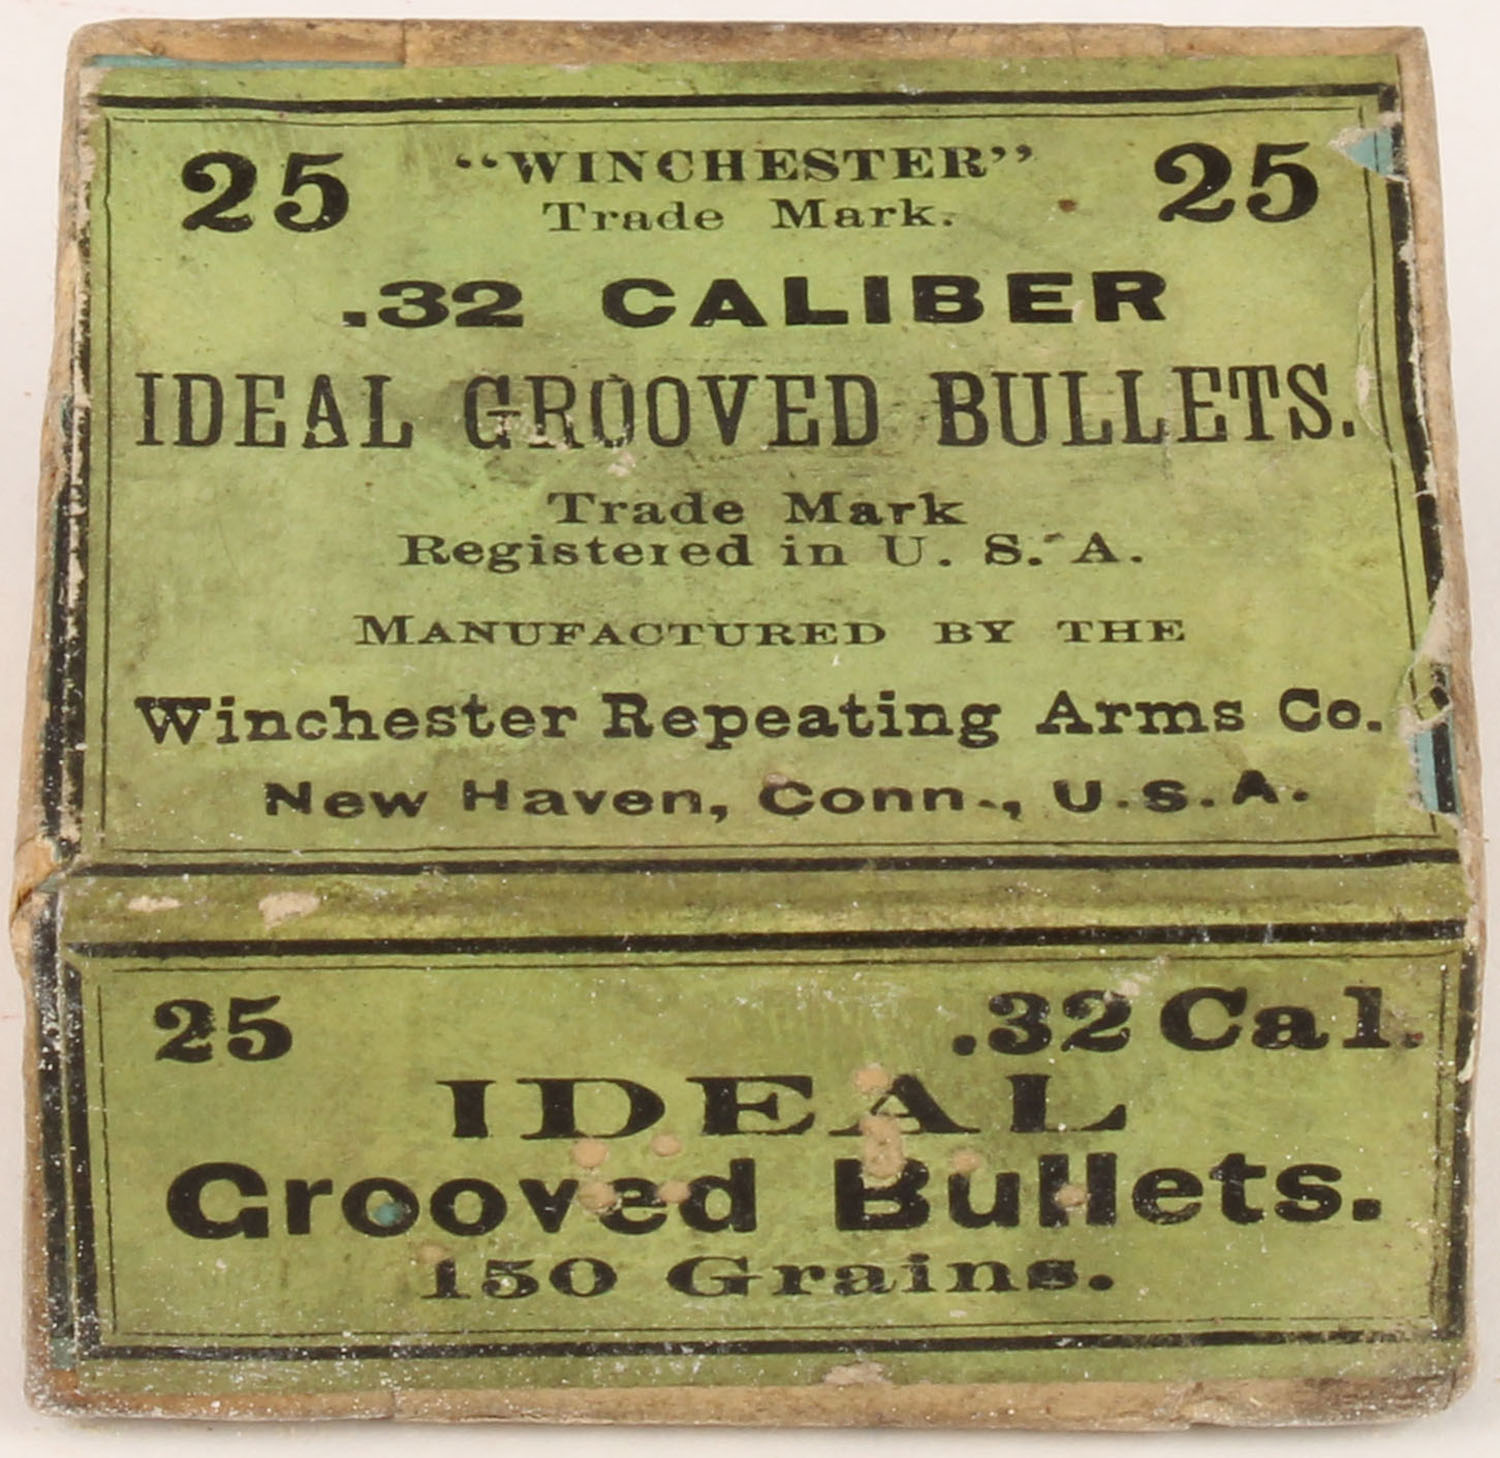 25 “WINCHESTER” 25
Trade Mark.
.32 CALIBER
IDEAL GROOVED BULLETS.
Trade Mark
Registered in U. S. A.
MANUFACTURED BY THE
Winchester Repeating Arms Co.
New Haven, Conn., U.S.A.
25 .32 Cal.
IDEAL
Grooved Bullets.
150 Grains.